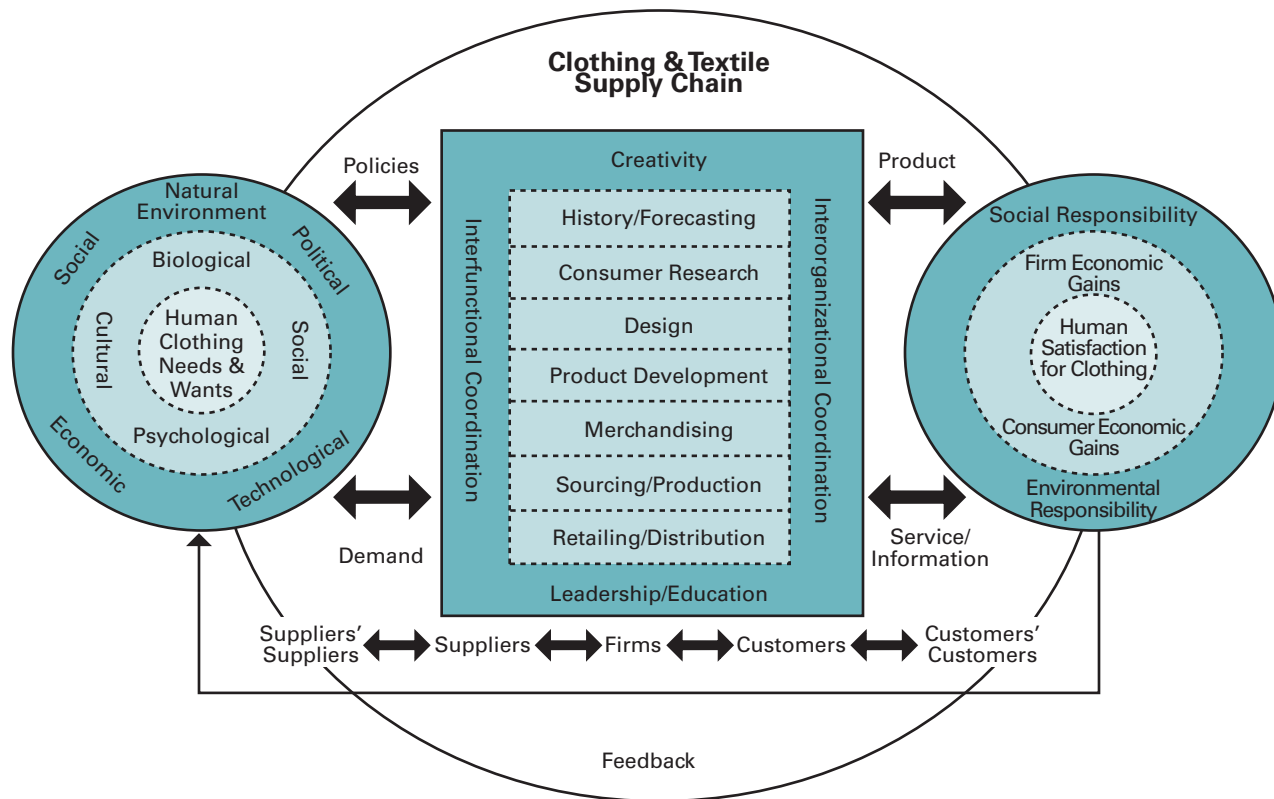 Clothing & Textile
Supply Chain
Policies
Product
Demand
Service/
Information
Natural
Environment
Social
Political
Economic
Technological
Biological
Cultural
Social
Psychological
Human
Clothing
Needs &
Wants
Creativity
Interfunctional Coordination
Interorganizational Coordination
History/Forecasting
Consumer Research
Design
Product Development
Merchandising
Sourcing/Production
Retailing/Distribution
Leadership/Education
Social Responsibility
Firm Economic
Gains
Human
Satisfaction
for Clothing
Consumer Economic
Gains
Environmental
Responsibility
Suppliers'
Suppliers
Suppliers
Firms
Customers
Customers'
Customers
Feedback